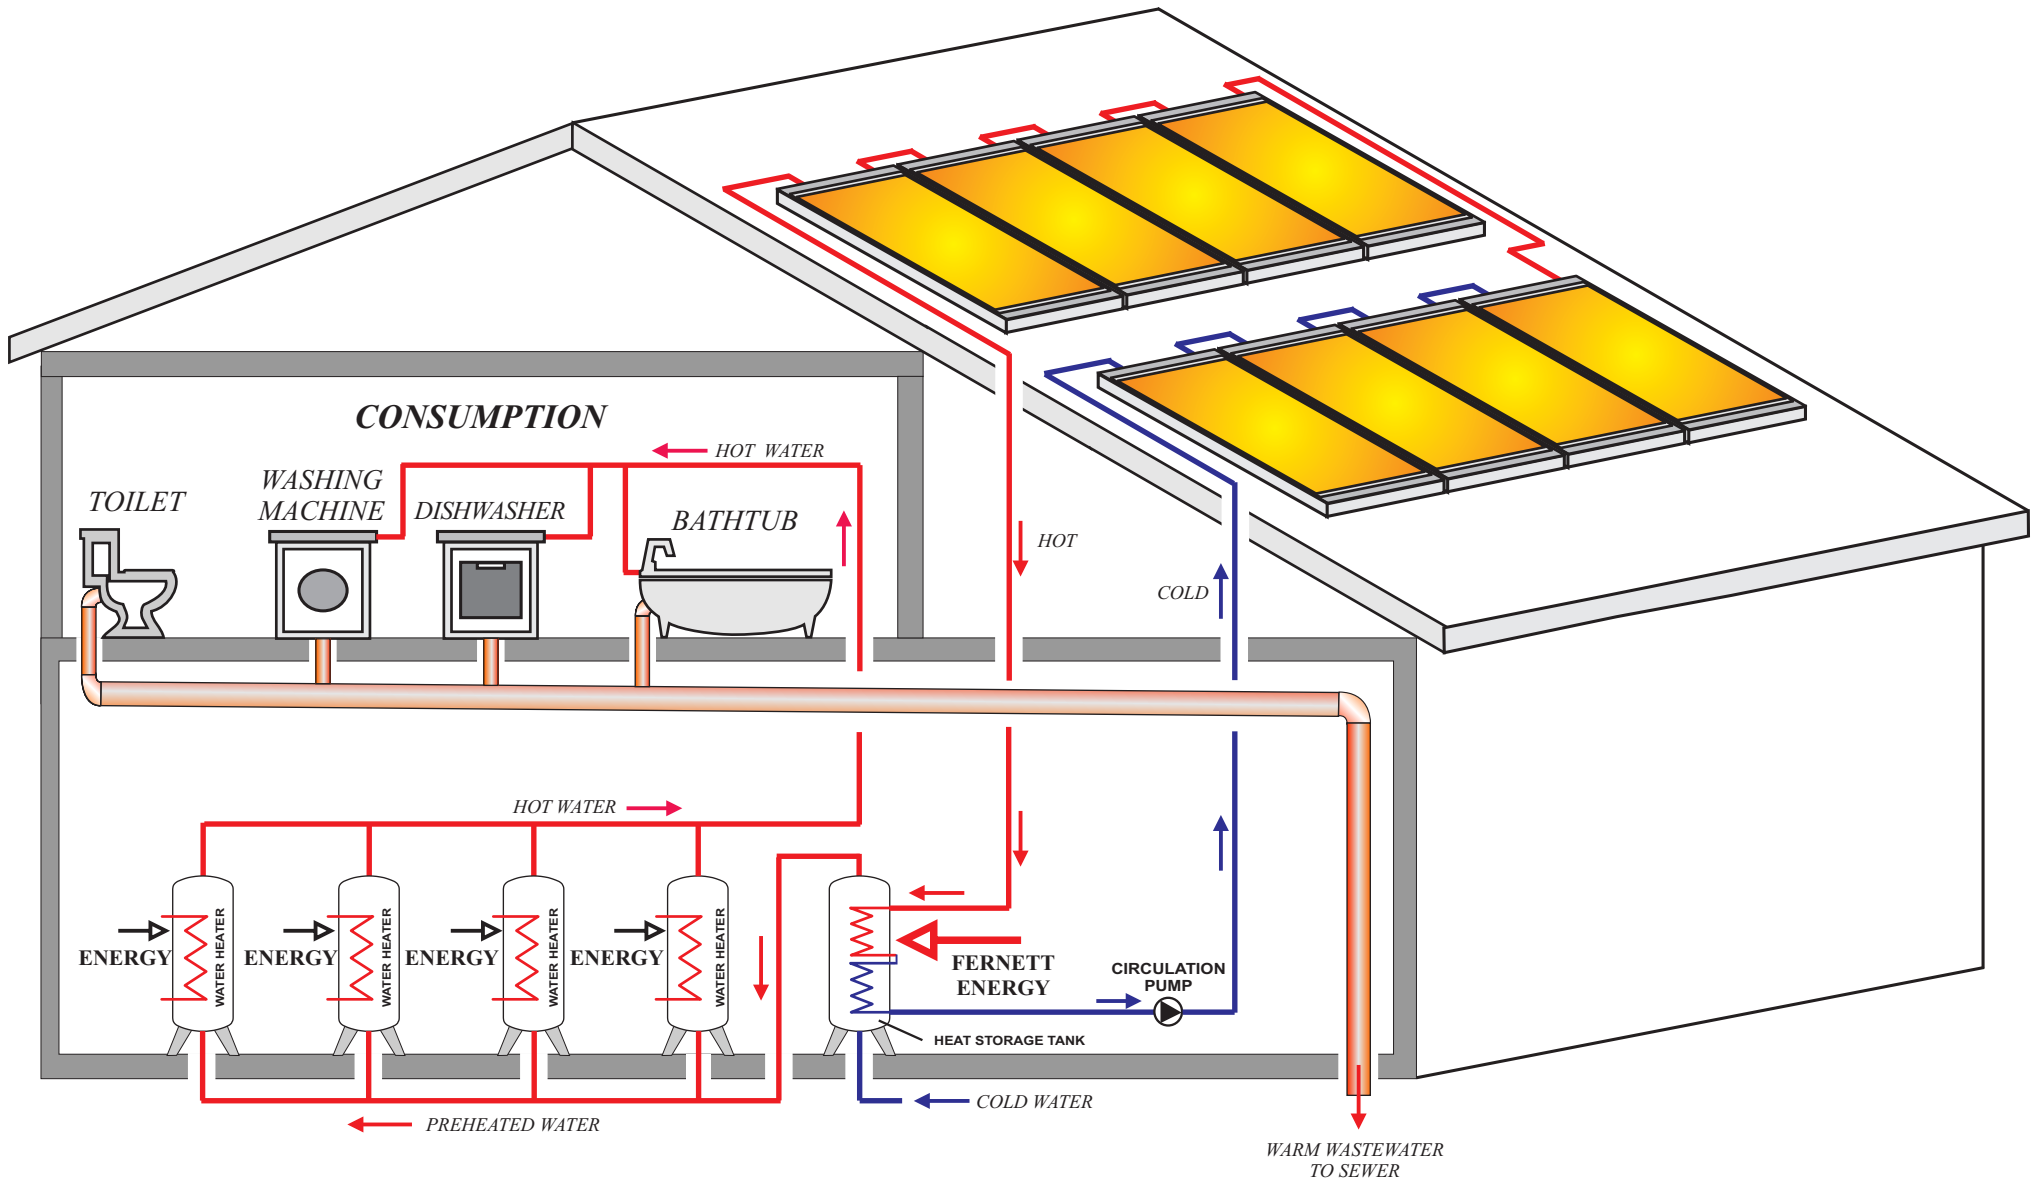 CONSUMPTION
HOT WATER
WASHING
MACHINE
TOILET
DISHWASHER
BATHTUB
HOT
COLD
HOT WATER
ENERGY
WATER HEATER
ENERGY
WATER HEATER
ENERGY
WATER HEATER
ENERGY
WATER HEATER
FERNETT
ENERGY
CIRCULATION
PUMP
HEAT STORAGE TANK
COLD WATER
PREHEATED WATER
WARM WASTEWATER
TO SEWER